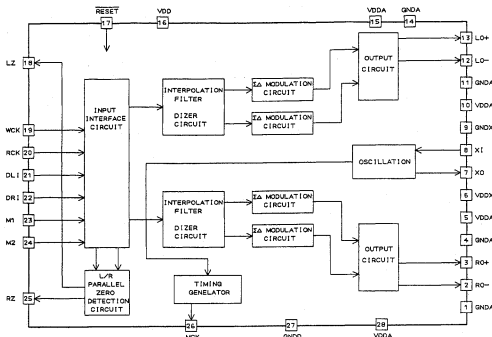 RESET
VDD
VDDA
GNDA
17
16
15
14
LZ
18
WCK
19
RCK
20
DLI
21
DRI
22
M1
23
M2
24
RZ
25
INPUT
INTERFACE
CIRCUIT
INTERPOLATION
FILTER
DIZER CIRCUIT
ΣΔ MODULATION
CIRCUIT
ΣΔ MODULATION
CIRCUIT
OUTPUT
CIRCUIT
OSCILLATION
INTERPOLATION
FILTER
DIZER
CIRCUIT
ΣΔ MODULATION
CIRCUIT
ΣΔ MODULATION
CIRCUIT
OUTPUT
CIRCUIT
L/R
PARALLEL
ZERO
DETECTION
CIRCUIT
TIMING
GENELATOR
13 LO+
12 LO-
11 GNDA
10 VDDA
9 GNDX
8 XI
7 XO
6 VDDX
5 VDDA
4 GNDA
3 RO+
2 RO-
1 GNDA
26
27
28
MCK
GNDD
VDDA